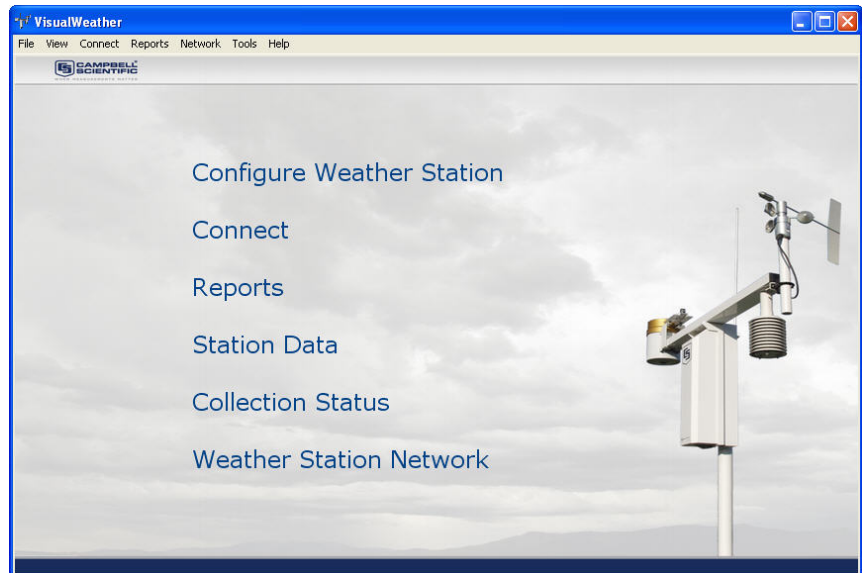 VisualWeather
File View Connect Reports Network Tools Help
CAMPBELL
SCIENTIFIC
Configure Weather Station
Connect
Reports
Station Data
Collection Status
Weather Station Network